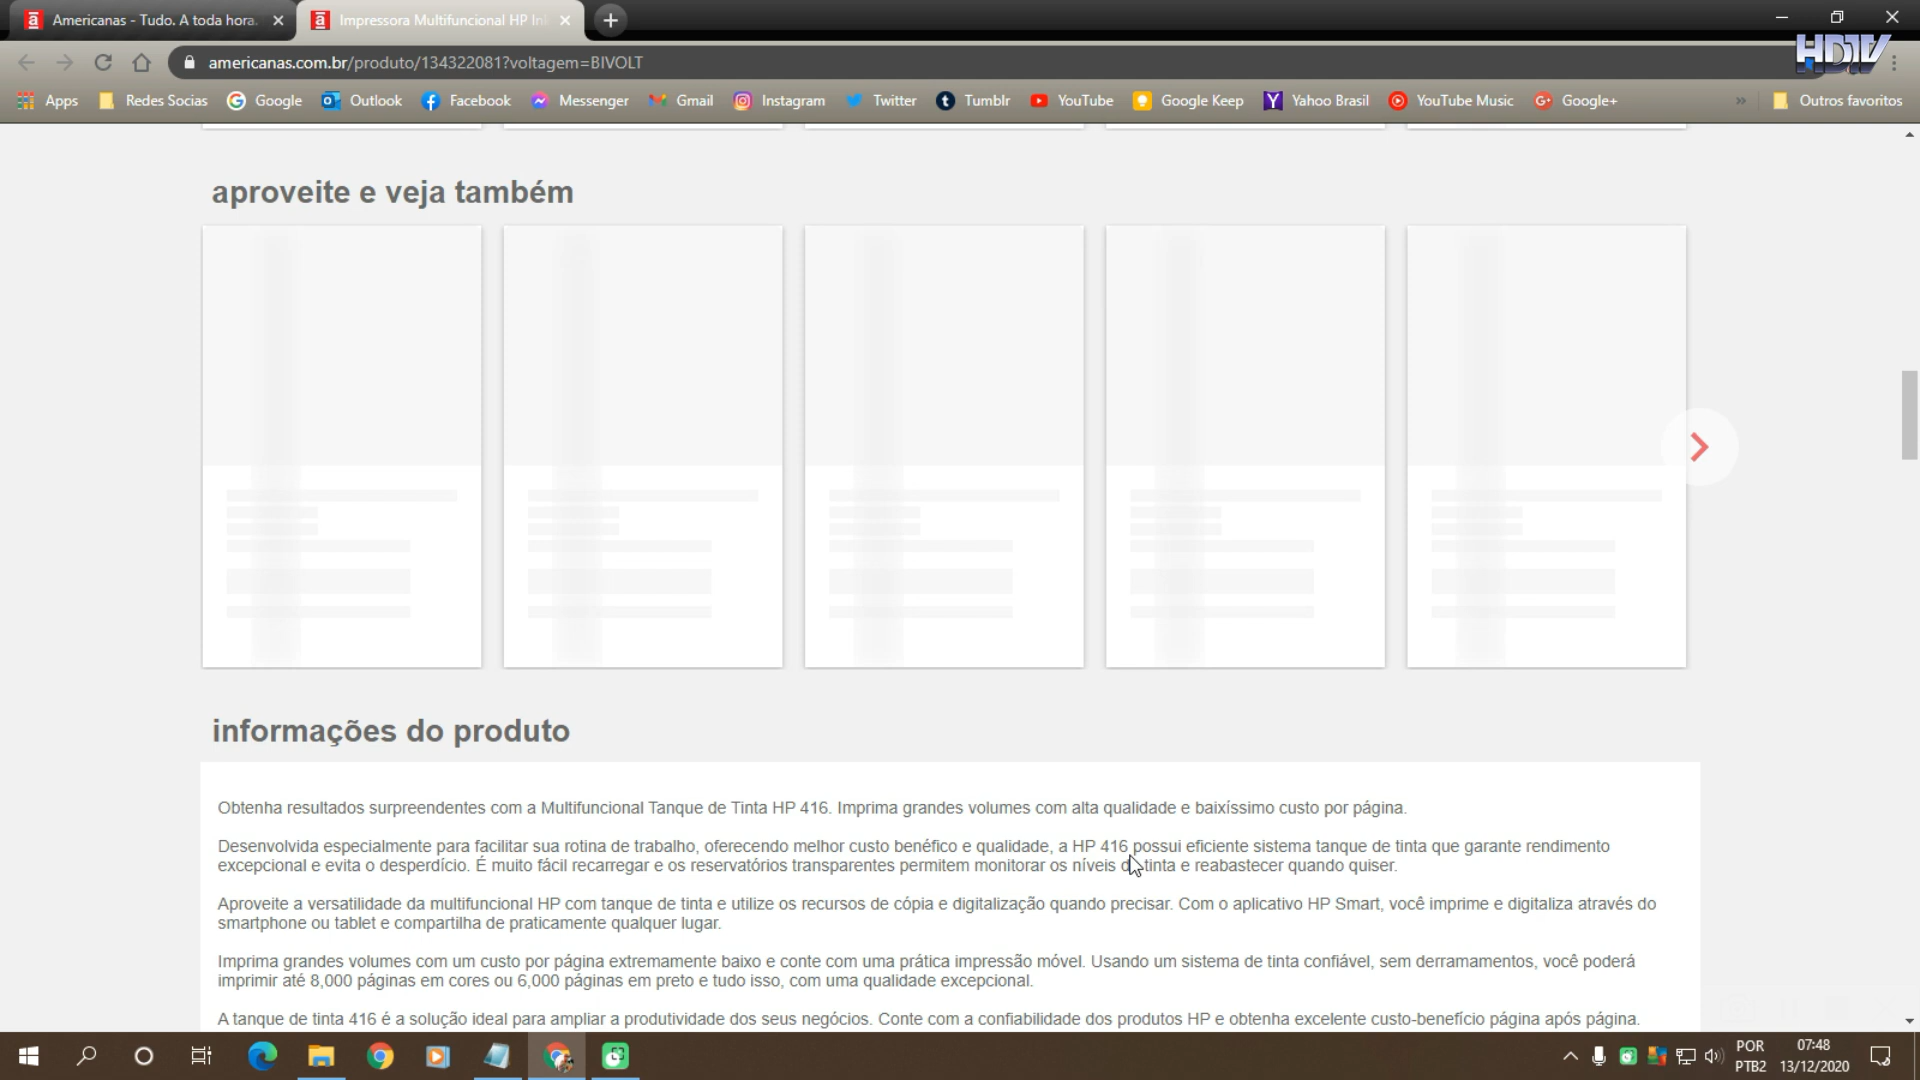 Americanas - Tudo. A toda hora.
Impressora Multifuncional HP In
americanas.com.br/produto/134322081?voltagem=BIVOLT
HDTV
Apps
Redes Socias
Google
Outlook
Facebook
Messenger
Gmail
Instagram
Twitter
Tumblr
YouTube
Google Keep
Yahoo Brasil
YouTube Music
Google+
Outros favoritos
aproveite e veja também
informações do produto
Obtenha resultados surpreendentes com a Multifuncional Tanque de Tinta HP 416. Imprima grandes volumes com alta qualidade e baixíssimo custo por página.
Desenvolvida especialmente para facilitar sua rotina de trabalho, oferecendo melhor custo benéfico e qualidade, a HP 416 possui eficiente sistema tanque de tinta que garante rendimento
excepcional e evita o desperdício. É muito fácil recarregar e os reservatórios transparentes permitem monitorar os níveis de tinta e reabastecer quando quiser.
Aproveite a versatilidade da multifuncional HP com tanque de tinta e utilize os recursos de cópia e digitalização quando precisar. Com o aplicativo HP Smart, você imprime e digitaliza através do
smartphone ou tablet e compartilha de praticamente qualquer lugar.
Imprima grandes volumes com um custo por página extremamente baixo e conte com uma prática impressão móvel. Usando um sistema de tinta confiável, sem derramamentos, você poderá
imprimir até 8,000 páginas em cores ou 6,000 páginas em preto e tudo isso, com uma qualidade excepcional.
A tanque de tinta 416 é a solução ideal para ampliar a produtividade dos seus negócios. Conte com a confiabilidade dos produtos HP e obtenha excelente custo-benefício página após página.
POR
PTB2
07:48
13/12/2020